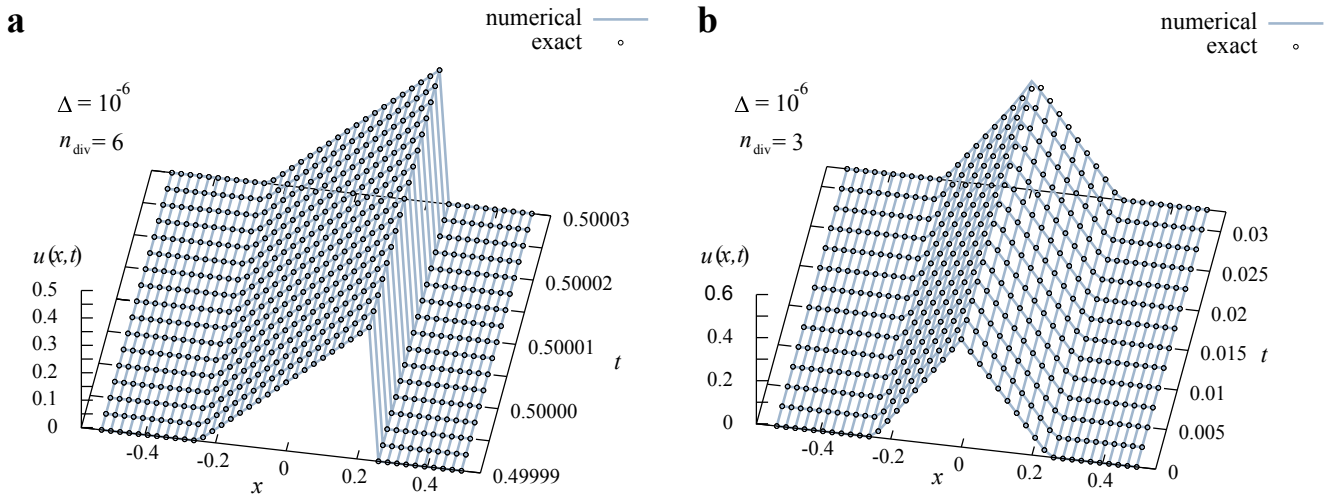 a
numerical
exact
Δ = 10⁻⁶
n_div = 6
u(x,t)
0.5
0.4
0.3
0.2
0.1
0
-0.4
-0.2
0
0.2
0.4
x
0.50003
0.50002
0.50001
0.50000
0.49999
t
b
numerical
exact
Δ = 10⁻⁶
n_div = 3
u(x,t)
0.6
0.4
0.2
0
-0.4
-0.2
0
0.2
0.4
x
0.03
0.025
0.02
0.015
0.01
0.005
0
t